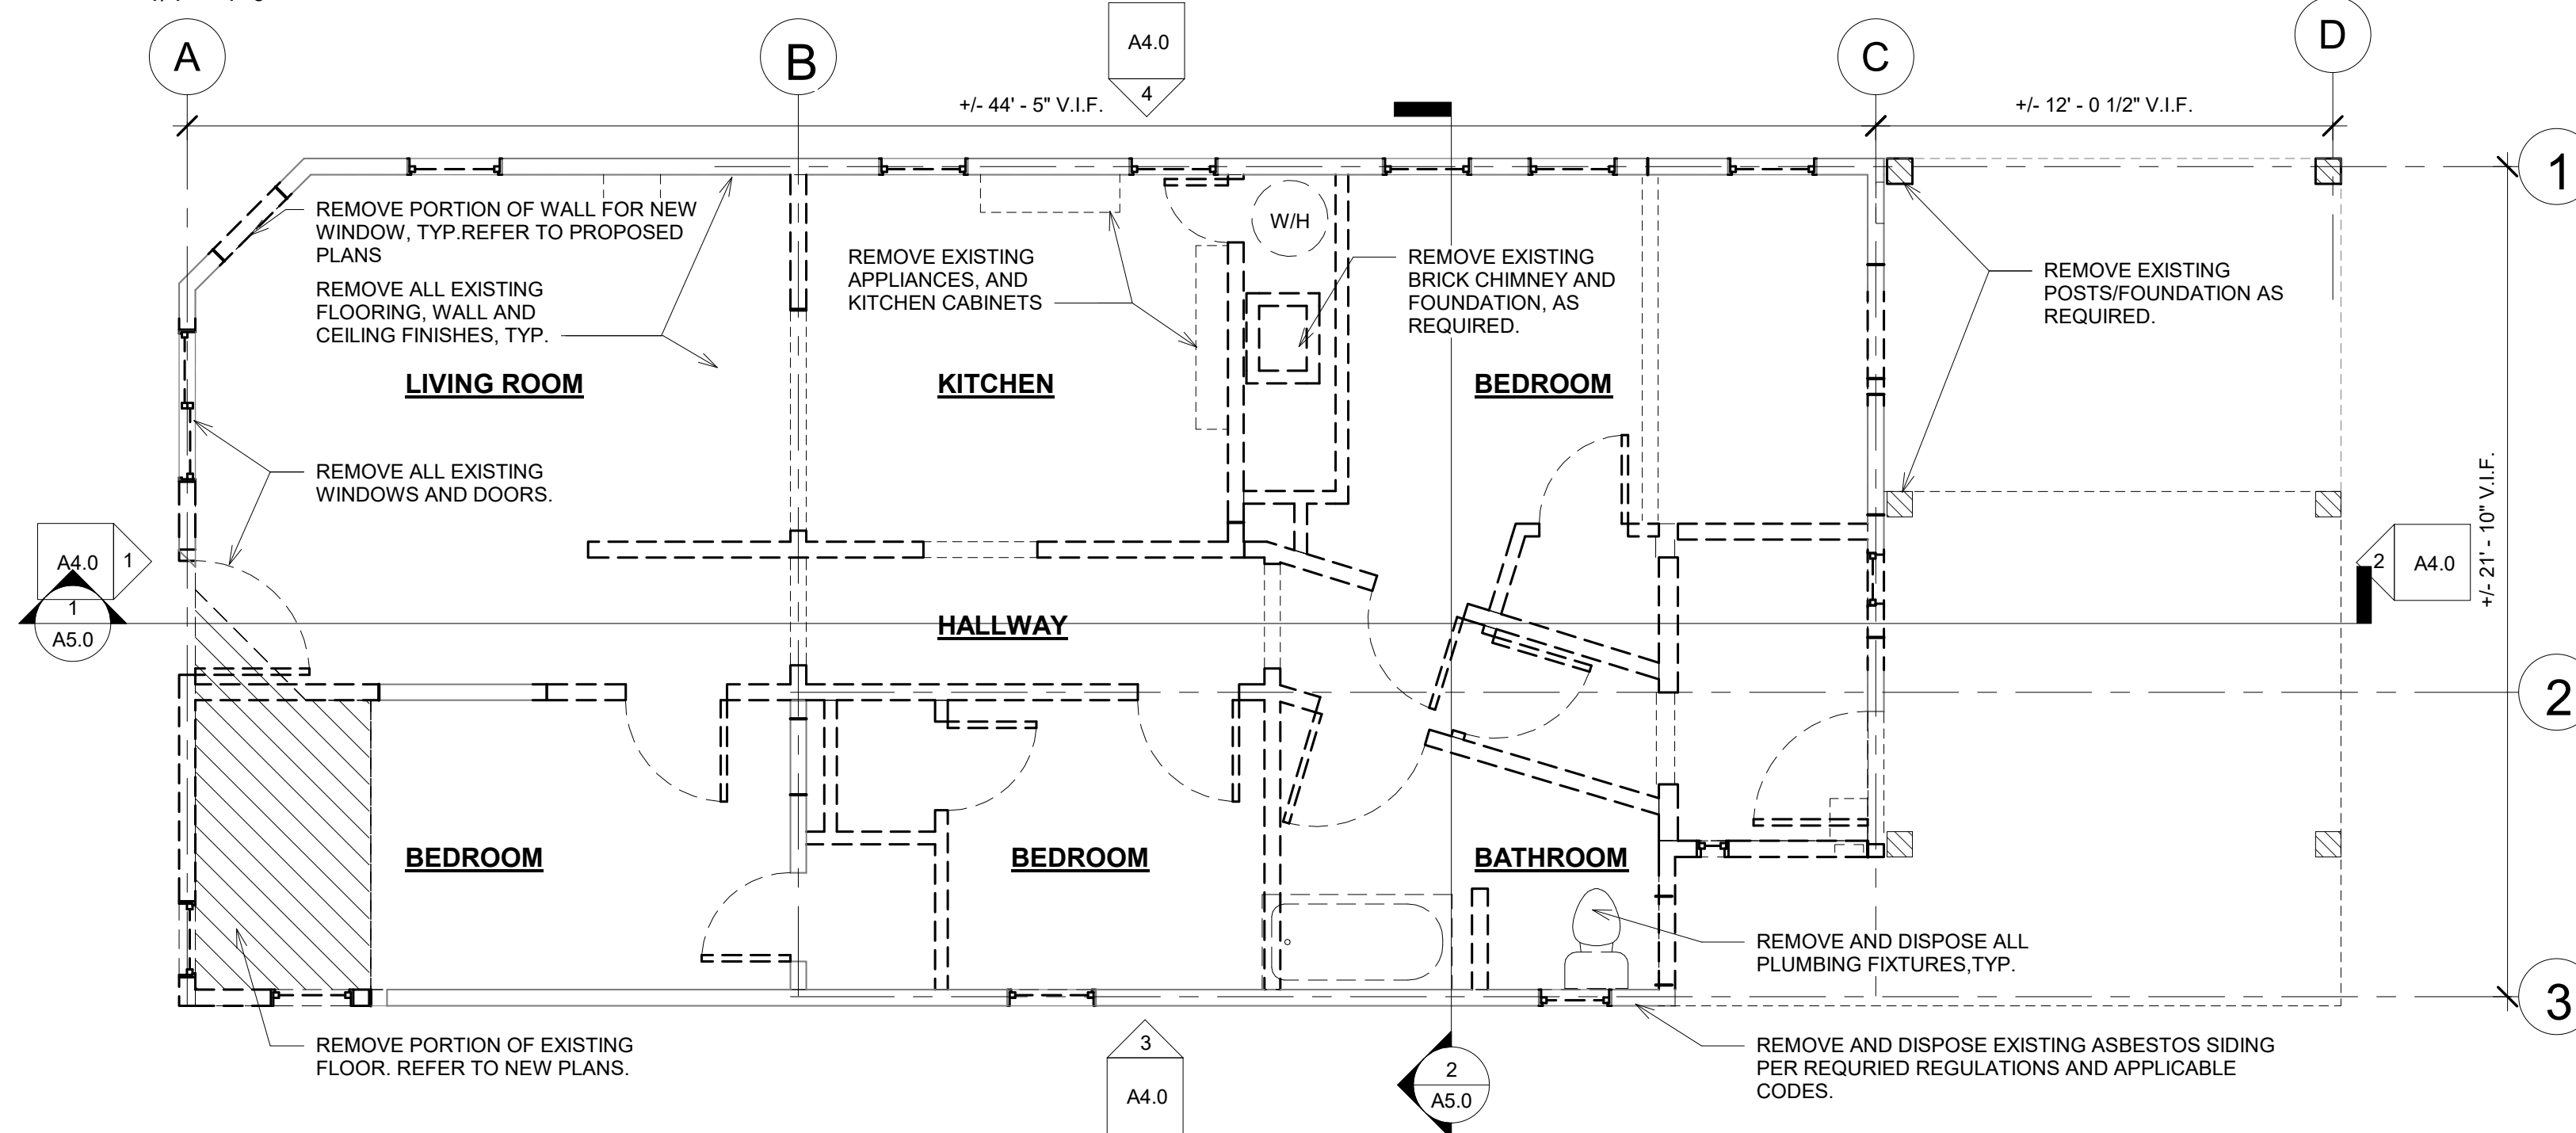 A
B
C
D
A4.0
4
+/- 44' - 5" V.I.F.
+/- 12' - 0 1/2" V.I.F.
1
REMOVE PORTION OF WALL FOR NEW
WINDOW, TYP.REFER TO PROPOSED
PLANS
REMOVE ALL EXISTING
FLOORING, WALL AND
CEILING FINISHES, TYP.
REMOVE EXISTING
APPLIANCES, AND
KITCHEN CABINETS
W/H
REMOVE EXISTING
BRICK CHIMNEY AND
FOUNDATION, AS
REQUIRED.
REMOVE EXISTING
POSTS/FOUNDATION AS
REQUIRED.
LIVING ROOM
KITCHEN
BEDROOM
REMOVE ALL EXISTING
WINDOWS AND DOORS.
+/- 21' - 10" V.I.F.
A4.0
1
1
A5.0
2
A4.0
HALLWAY
2
BEDROOM
BEDROOM
BATHROOM
REMOVE AND DISPOSE ALL
PLUMBING FIXTURES,TYP.
3
REMOVE PORTION OF EXISTING
FLOOR. REFER TO NEW PLANS.
3
A4.0
2
A5.0
REMOVE AND DISPOSE EXISTING ASBESTOS SIDING
PER REQURIED REGULATIONS AND APPLICABLE
CODES.